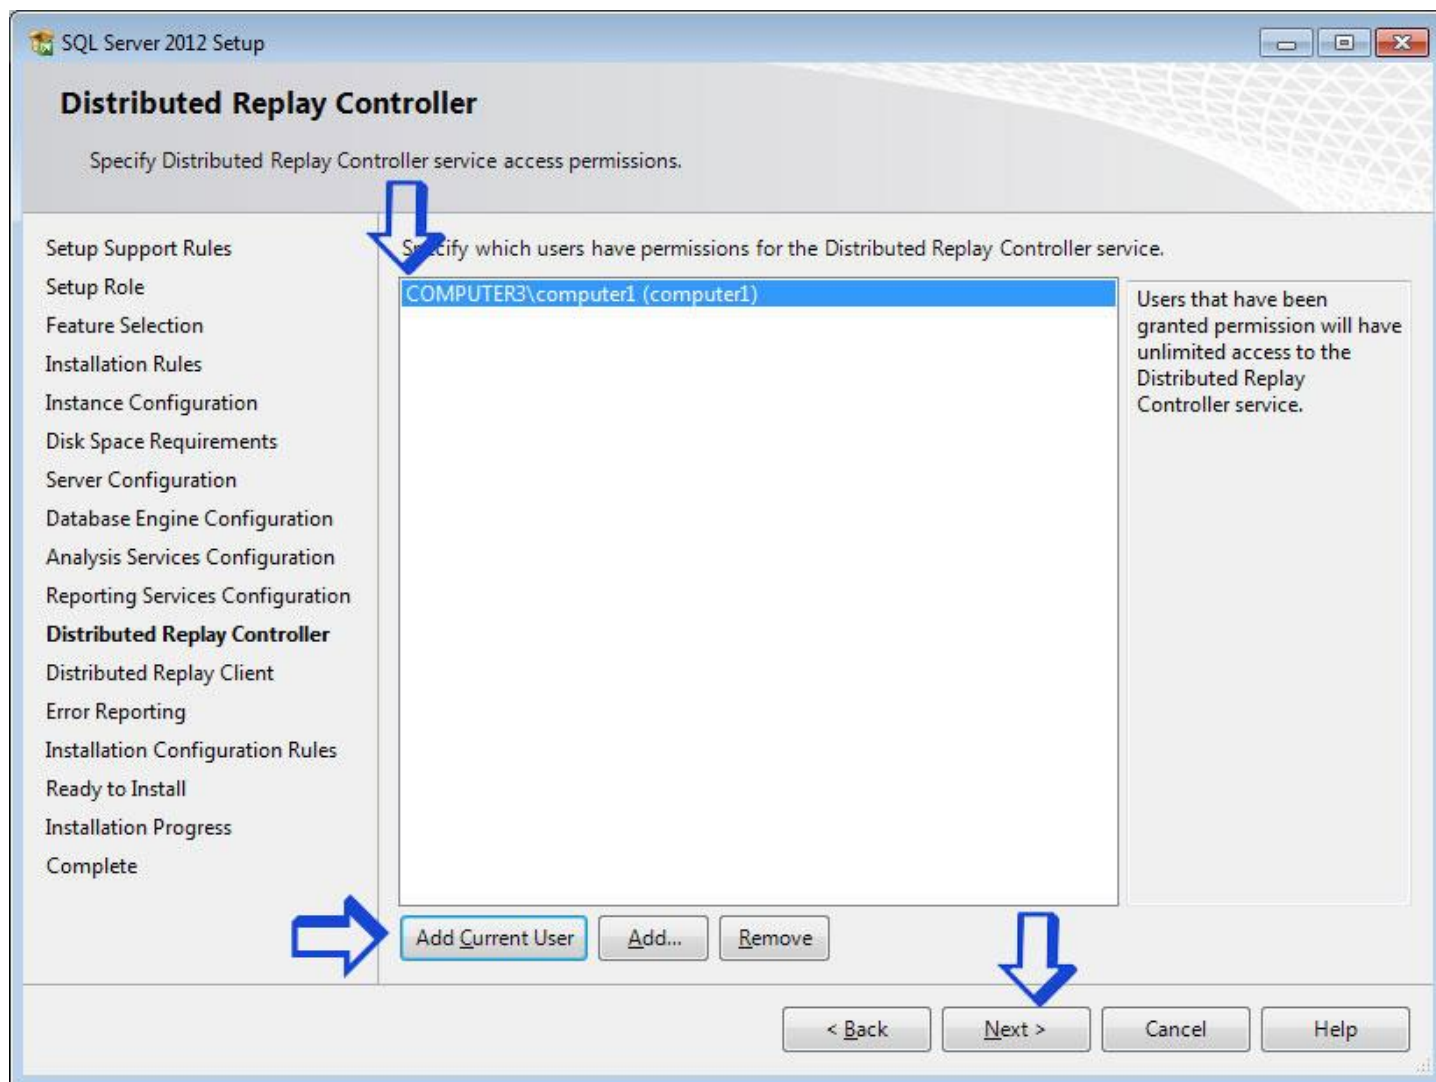 SQL Server 2012 Setup
Distributed Replay Controller
Specify Distributed Replay Controller service access permissions.
Setup Support Rules
Setup Role
Feature Selection
Installation Rules
Instance Configuration
Disk Space Requirements
Server Configuration
Database Engine Configuration
Analysis Services Configuration
Reporting Services Configuration
Distributed Replay Controller
Distributed Replay Client
Error Reporting
Installation Configuration Rules
Ready to Install
Installation Progress
Complete
Specify which users have permissions for the Distributed Replay Controller service.
COMPUTER3\computer1 (computer1)
Users that have been
granted permission will have
unlimited access to the
Distributed Replay
Controller service.
Add Current User
Add...
Remove
< Back
Next >
Cancel
Help